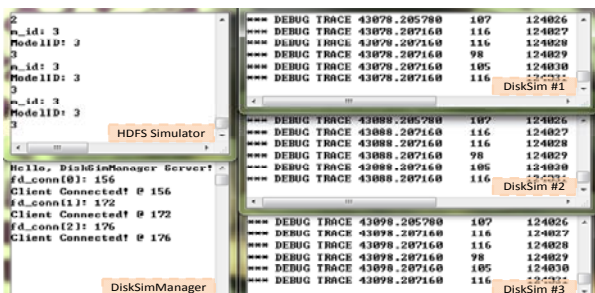 2
m_id: 3
ModelID: 3
3
m_id: 3
ModelID: 3
3
m_id: 3
ModelID: 3
3
HDFS Simulator
Hello, DiskSimManager Server!
fd_conn[0]: 156
Client Connected! @ 156
fd_conn[1]: 172
Client Connected! @ 172
fd_conn[2]: 176
Client Connected! @ 176
DiskSimManager
*** DEBUG TRACE 43078.205780 107 124026
*** DEBUG TRACE 43078.207160 116 124027
*** DEBUG TRACE 43078.207160 116 124028
*** DEBUG TRACE 43078.207160 98 124029
*** DEBUG TRACE 43078.207160 105 124030
*** DEBUG TRACE 43078.207160 116
DiskSim #1
*** DEBUG TRACE 43088.205780 107 124026
*** DEBUG TRACE 43088.207160 116 124027
*** DEBUG TRACE 43088.207160 116 124028
*** DEBUG TRACE 43088.207160 98 124029
*** DEBUG TRACE 43088.207160 105 124030
*** DEBUG TRACE 43088.207160 116
DiskSim #2
*** DEBUG TRACE 43098.205780 107 124026
*** DEBUG TRACE 43098.207160 116 124027
*** DEBUG TRACE 43098.207160 116 124028
*** DEBUG TRACE 43098.207160 98 124029
*** DEBUG TRACE 43098.207160 105 124030
*** DEBUG TRACE 43098.207160 116
DiskSim #3